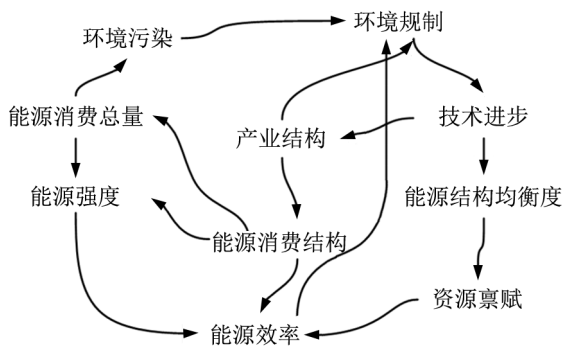 环境规制
环境污染
能源消费总量
产业结构
技术进步
能源强度
能源结构均衡度
能源消费结构
资源禀赋
能源效率